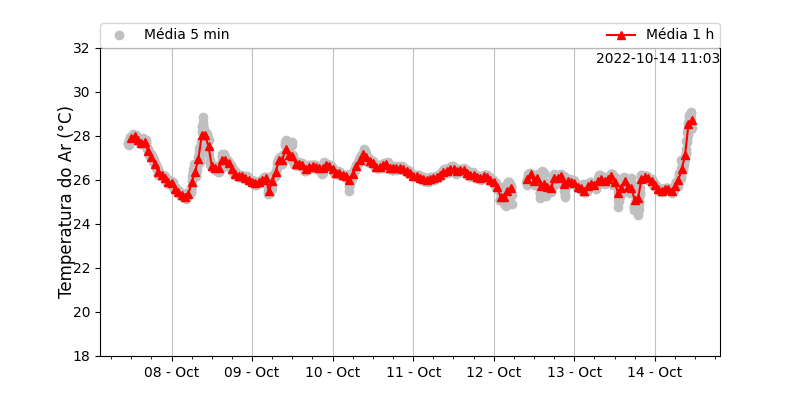 Média 5 min
Média 1 h
2022-10-14 11:03
Temperatura do Ar (°C)
32
30
28
26
24
22
20
18
08 - Oct
09 - Oct
10 - Oct
11 - Oct
12 - Oct
13 - Oct
14 - Oct